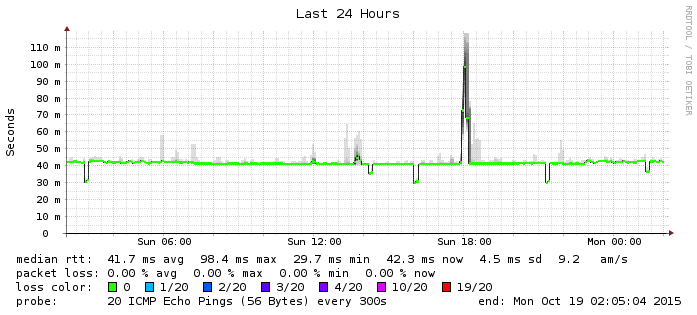 Last 24 Hours
RRDTOOL / TOBI OETIKER
Seconds
110 m
100 m
90 m
80 m
70 m
60 m
50 m
40 m
30 m
20 m
10 m
0
Sun 06:00 Sun 12:00 Sun 18:00 Mon 00:00
median rtt: 41.7 ms avg 98.4 ms max 29.7 ms min 42.3 ms now 4.5 ms sd 9.2 am/s
packet loss: 0.00 % avg 0.00 % max 0.00 % min 0.00 % now
loss color: 0 1/20 2/20 3/20 4/20 10/20 19/20
probe: 20 ICMP Echo Pings (56 Bytes) every 300s end: Mon Oct 19 02:05:04 2015